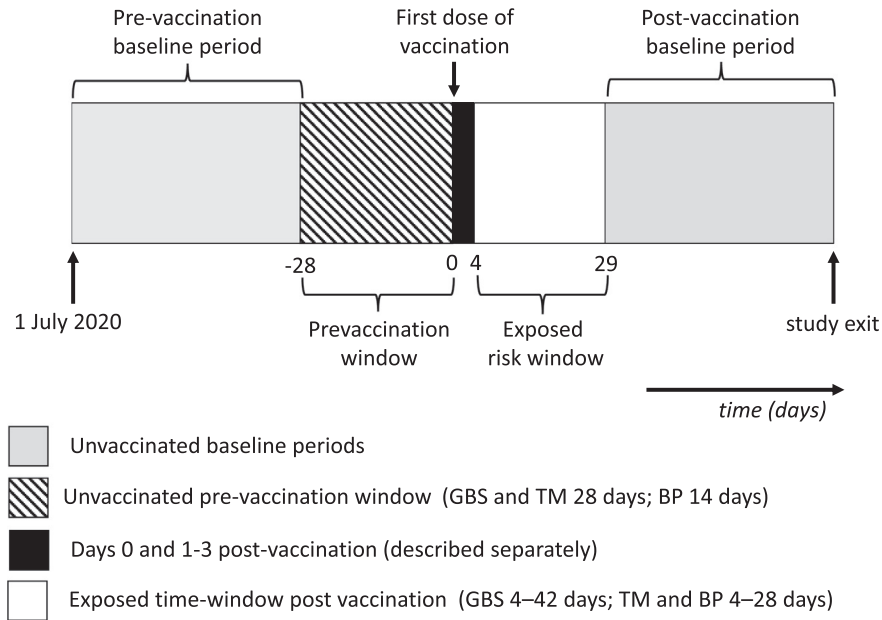 Pre-vaccination
baseline period
First dose of
vaccination
Post-vaccination
baseline period
-28
0
4
29
1 July 2020
Prevaccination
window
Exposed
risk window
study exit
time (days)
Unvaccinated baseline periods
Unvaccinated pre-vaccination window (GBS and TM 28 days; BP 14 days)
Days 0 and 1-3 post-vaccination (described separately)
Exposed time-window post vaccination (GBS 4–42 days; TM and BP 4–28 days)